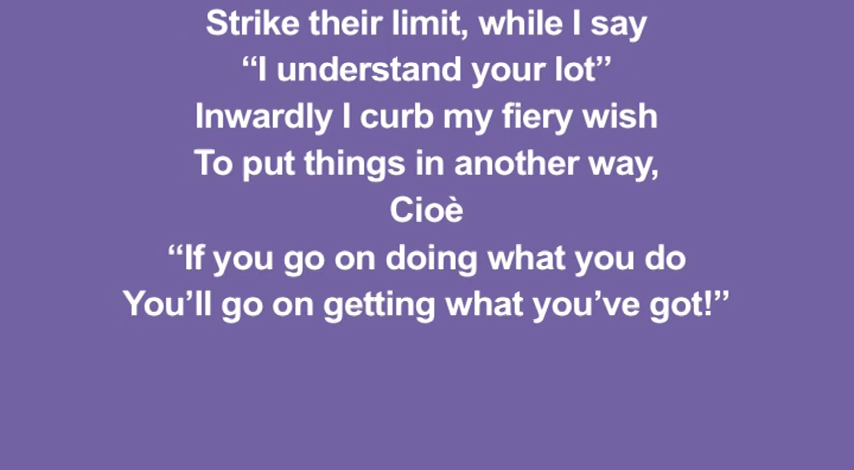 Strike their limit, while I say
“I understand your lot”
Inwardly I curb my fiery wish
To put things in another way,
Cioè
“If you go on doing what you do
You’ll go on getting what you’ve got!”